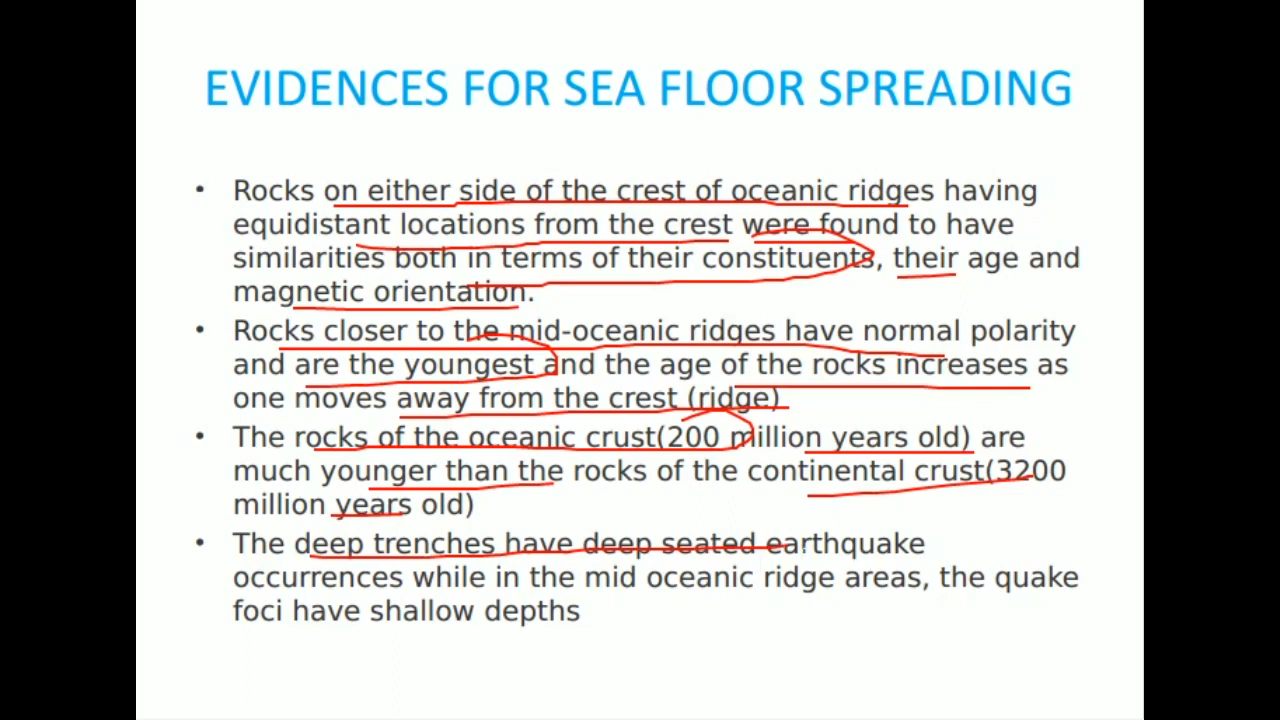 EVIDENCES FOR SEA FLOOR SPREADING
• Rocks on either side of the crest of oceanic ridges having
equidistant locations from the crest were found to have
similarities both in terms of their constituents, their age and
magnetic orientation.
• Rocks closer to the mid-oceanic ridges have normal polarity
and are the youngest and the age of the rocks increases as
one moves away from the crest (ridge)
• The rocks of the oceanic crust(200 million years old) are
much younger than the rocks of the continental crust(3200
million years old)
• The deep trenches have deep seated earthquake
occurrences while in the mid oceanic ridge areas, the quake
foci have shallow depths